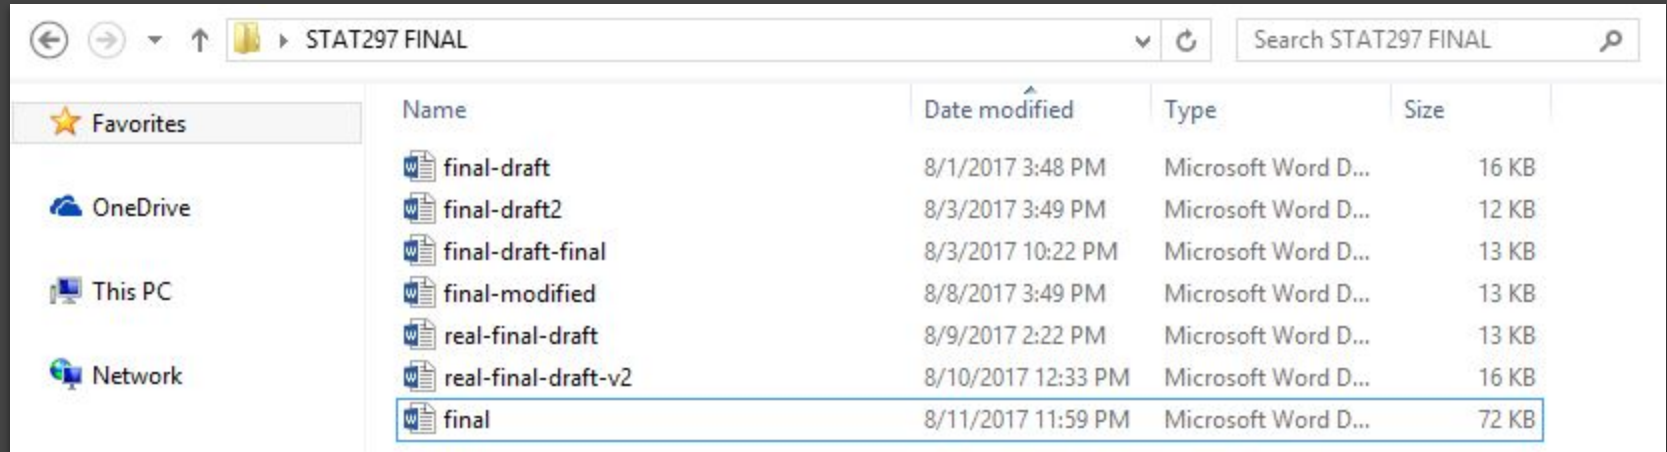 STAT297 FINAL Search STAT297 FINAL
Favorites
OneDrive
This PC
Network
Name Date modified Type Size
final-draft 8/1/2017 3:48 PM Microsoft Word D... 16 KB
final-draft2 8/3/2017 3:49 PM Microsoft Word D... 12 KB
final-draft-final 8/3/2017 10:22 PM Microsoft Word D... 13 KB
final-modified 8/8/2017 3:49 PM Microsoft Word D... 13 KB
real-final-draft 8/9/2017 2:22 PM Microsoft Word D... 13 KB
real-final-draft-v2 8/10/2017 12:33 PM Microsoft Word D... 16 KB
final 8/11/2017 11:59 PM Microsoft Word D... 72 KB